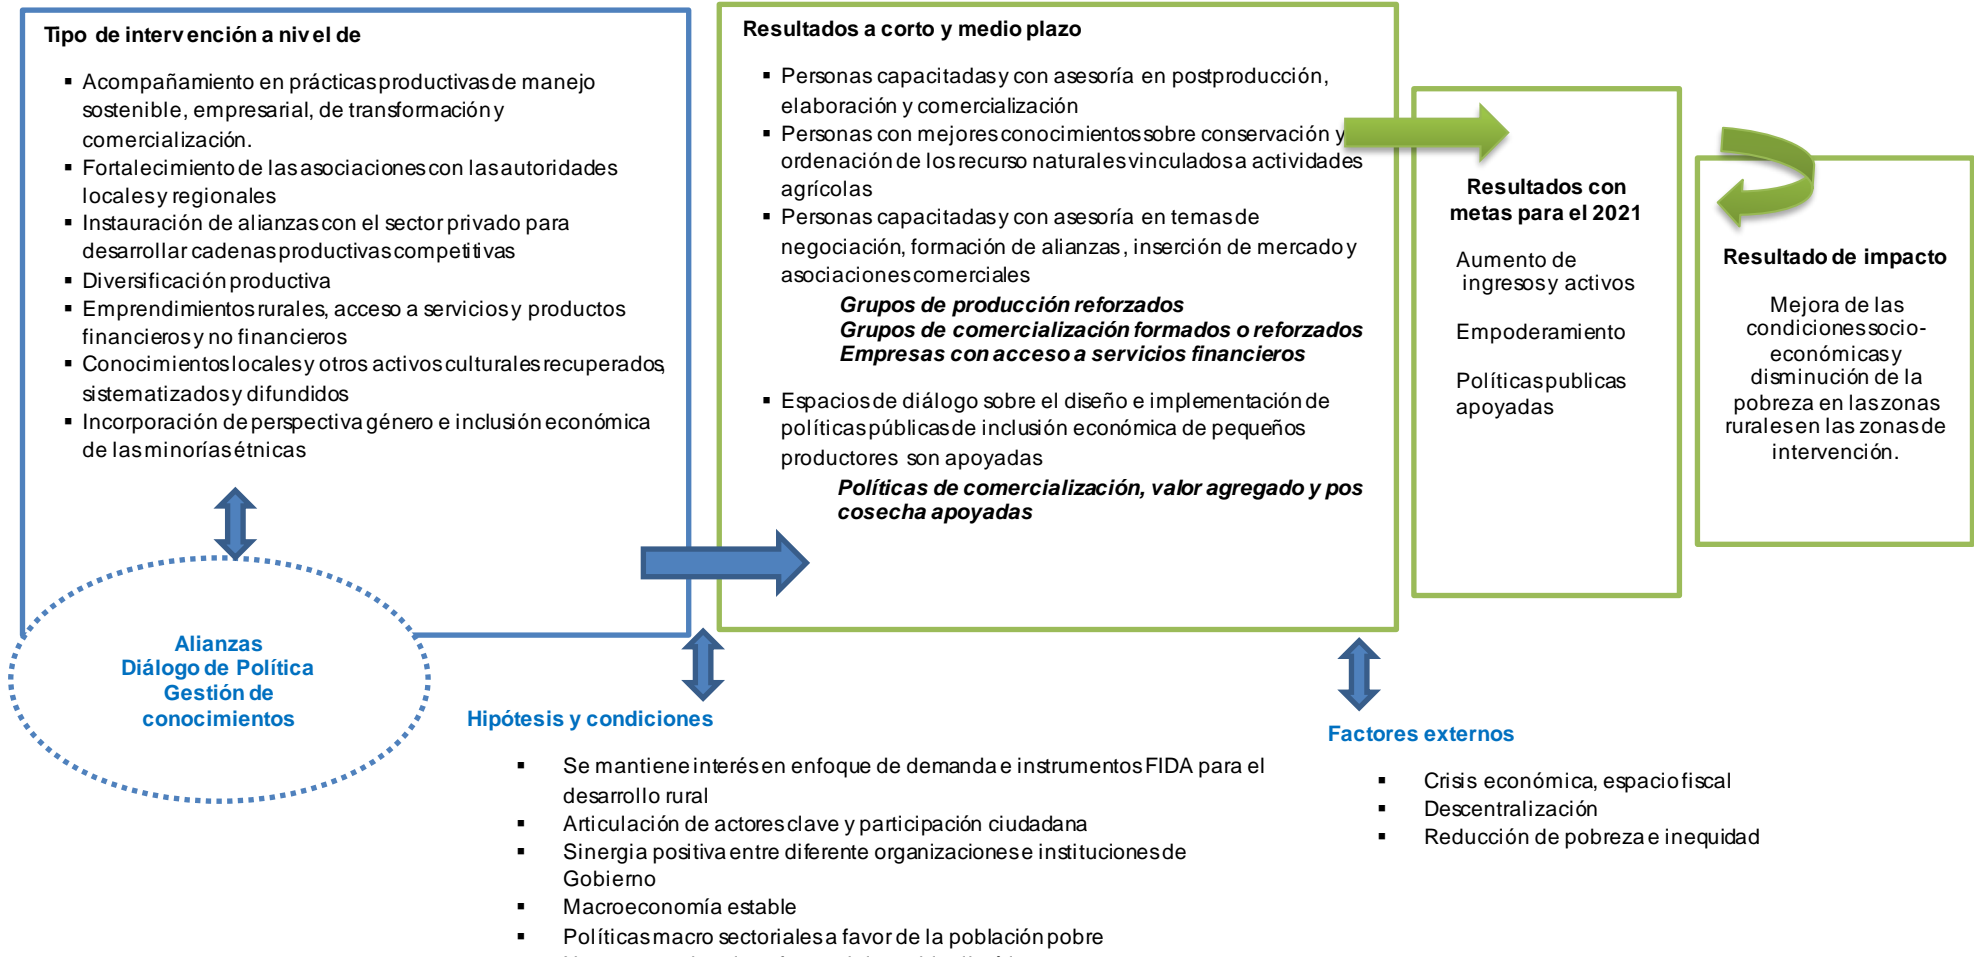 Tipo de intervención a nivel de
▪ Acompañamiento en prácticas productivas de manejo
sostenible, empresarial, de transformación y
comercialización.
▪ Fortalecimiento de las asociaciones con las autoridades
locales y regionales
▪ Instauración de alianzas con el sector privado para
desarrollar cadenas productivas competitivas
▪ Diversificación productiva
▪ Emprendimientos rurales, acceso a servicios y productos
financieros y no financieros
▪ Conocimientos locales y otros activos culturales recuperados,
sistematizados y difundidos
▪ Incorporación de perspectiva género e inclusión económica
de las minorías étnicas
Alianzas
Diálogo de Política
Gestión de
conocimientos
Resultados a corto y medio plazo
▪ Personas capacitadas y con asesoría en postproducción,
elaboración y comercialización
▪ Personas con mejores conocimientos sobre conservación y
ordenación de los recurso naturales vinculados a actividades
agrícolas
▪ Personas capacitadas y con asesoría en temas de
negociación, formación de alianzas , inserción de mercado y
asociaciones comerciales
Grupos de producción reforzados
Grupos de comercialización formados o reforzados
Empresas con acceso a servicios financieros
▪ Espacios de diálogo sobre el diseño e implementación de
políticas públicas de inclusión económica de pequeños
productores son apoyadas
Políticas de comercialización, valor agregado y pos
cosecha apoyadas
Resultados con
metas para el 2021
Aumento de
ingresos y activos
Empoderamiento
Políticas publicas
apoyadas
Resultado de impacto
Mejora de las
condiciones socio-
económicas y
disminución de la
pobreza en las zonas
rurales en las zonas de
intervención.
Hipótesis y condiciones
▪ Se mantiene interés en enfoque de demanda e instrumentos FIDA para el
desarrollo rural
▪ Articulación de actores clave y participación ciudadana
▪ Sinergia positiva entre diferente organizaciones e instituciones de
Gobierno
▪ Macroeconomía estable
▪ Políticas macro sectoriales a favor de la población pobre
Factores externos
▪ Crisis económica, espacio fiscal
▪ Descentralización
▪ Reducción de pobreza e inequidad